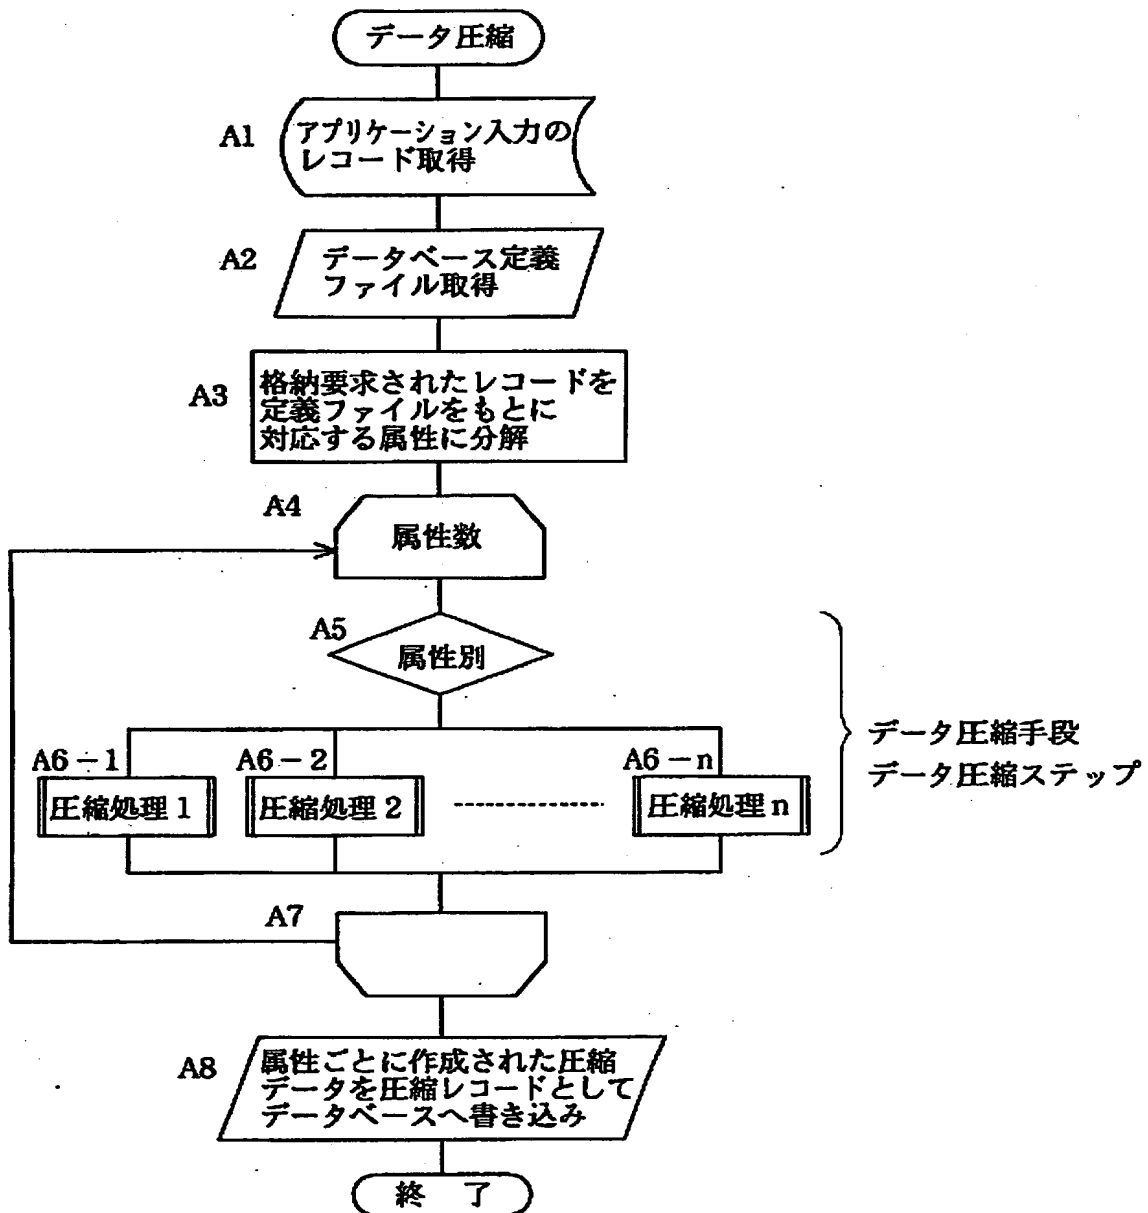 データ圧縮
A1
アプリケーション入力の
レコード取得
A2
データベース定義
ファイル取得
A3
格納要求されたレコードを
定義ファイルをもとに
対応する属性に分解
A4
属性数
A5
属性別
データ圧縮手段
データ圧縮ステップ
A6-1
圧縮処理1
A6-2
圧縮処理2
A6-n
圧縮処理n
A7
A8
属性ごとに作成された圧縮
データを圧縮レコードとして
データベースへ書き込み
終 了